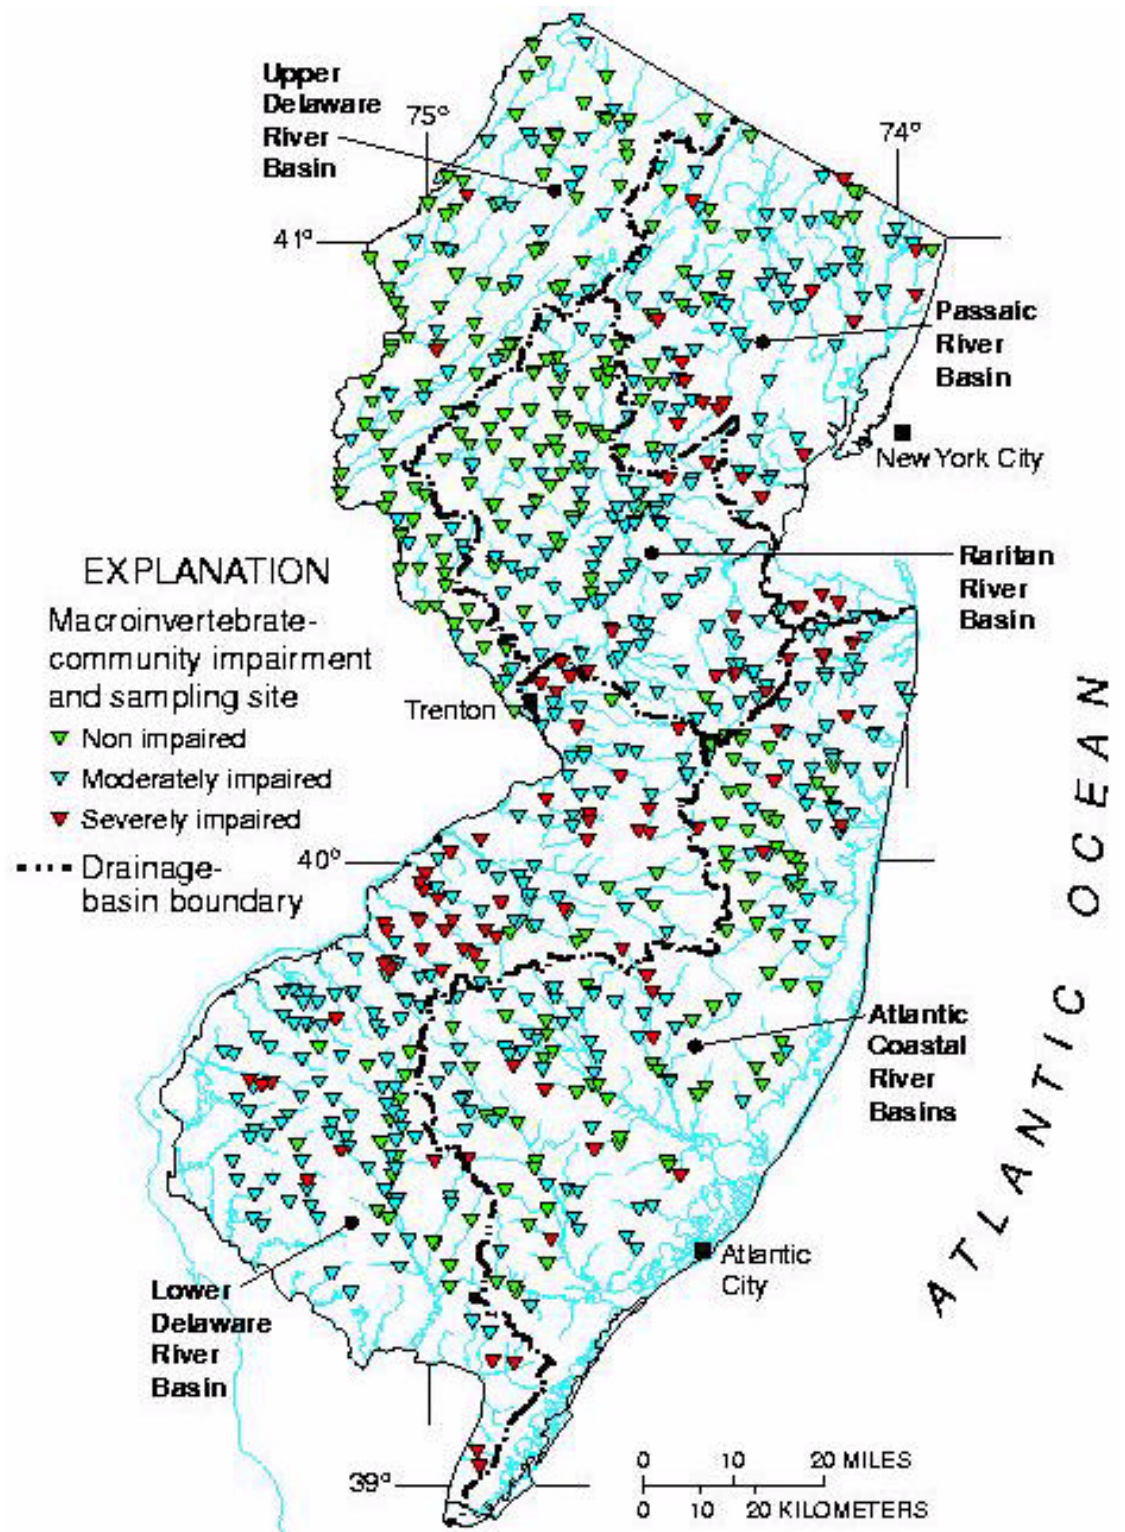 Upper
Delaware
River
Basin
75°
74°
41°
Passaic
River
Basin
New York City
EXPLANATION
Macroinvertebrate-
community impairment
and sampling site
Non impaired
Moderately impaired
Severely impaired
Drainage-
basin boundary
Raritan
River
Basin
Trenton
40°
ATLANTIC OCEAN
Atlantic
Coastal
River
Basins
Atlantic
City
Lower
Delaware
River
Basin
39°
0 10 20 MILES
0 10 20 KILOMETERS